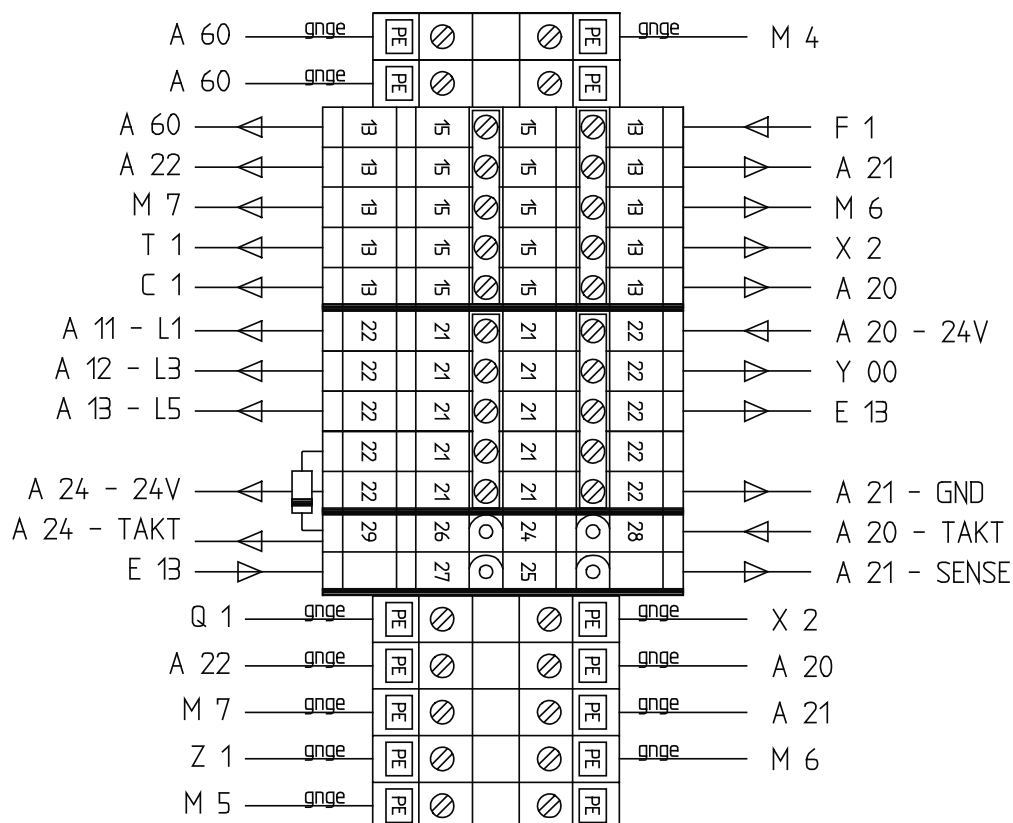 A 60 gnge PE PE gnge M 4
A 60 gnge PE PE
A 60 13 15 15 13 F 1
A 22 13 15 15 13 A 21
M 7 13 15 15 13 M 6
T 1 13 15 15 13 X 2
C 1 13 15 15 13 A 20
A 11 - L1 22 21 21 22 A 20 - 24V
A 12 - L3 22 21 21 22 Y 00
A 13 - L5 22 21 21 22 E 13
22 21 21 22
A 24 - 24V 22 21 21 22 A 21 - GND
A 24 - TAKT 29 26 24 28 A 20 - TAKT
E 13 27 25 A 21 - SENSE
Q 1 gnge PE PE gnge X 2
A 22 gnge PE PE gnge A 20
M 7 gnge PE PE gnge A 21
Z 1 gnge PE PE gnge M 6
M 5 gnge PE PE